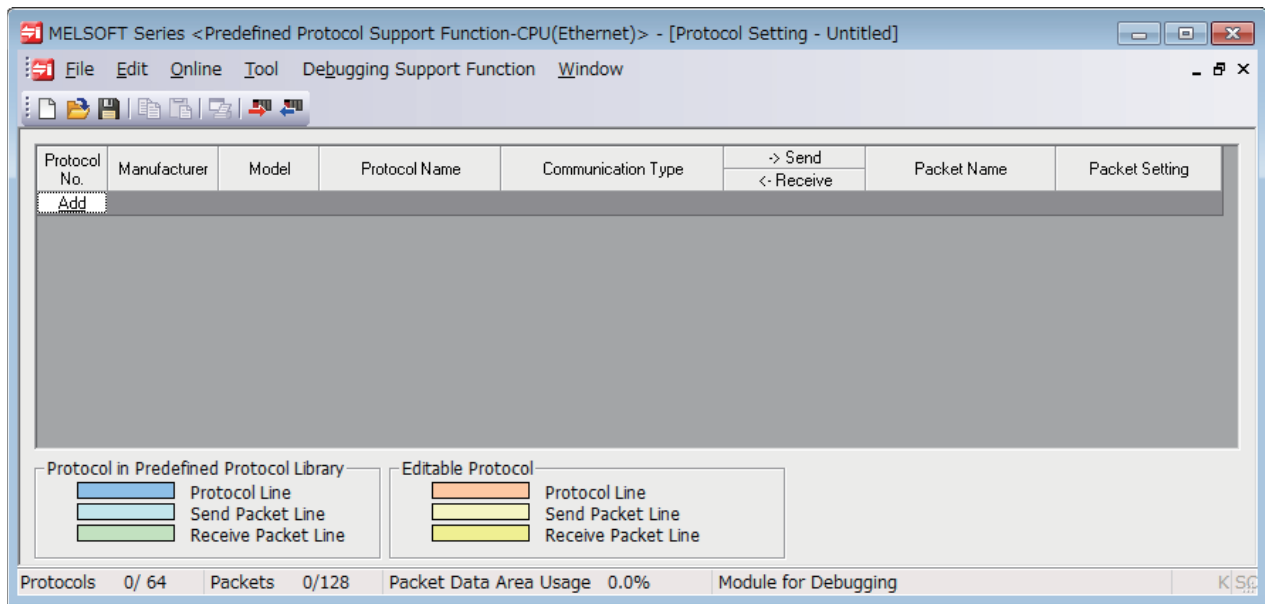 MELSOFT Series <Predefined Protocol Support Function-CPU(Ethernet)> - [Protocol Setting - Untitled]
File Edit Online Tool Debugging Support Function Window
Protocol No. Manufacturer Model Protocol Name Communication Type -> Send <- Receive Packet Name Packet Setting
Add
Protocol in Predefined Protocol Library
Protocol Line
Send Packet Line
Receive Packet Line
Editable Protocol
Protocol Line
Send Packet Line
Receive Packet Line
Protocols 0/ 64 Packets 0/128 Packet Data Area Usage 0.0% Module for Debugging